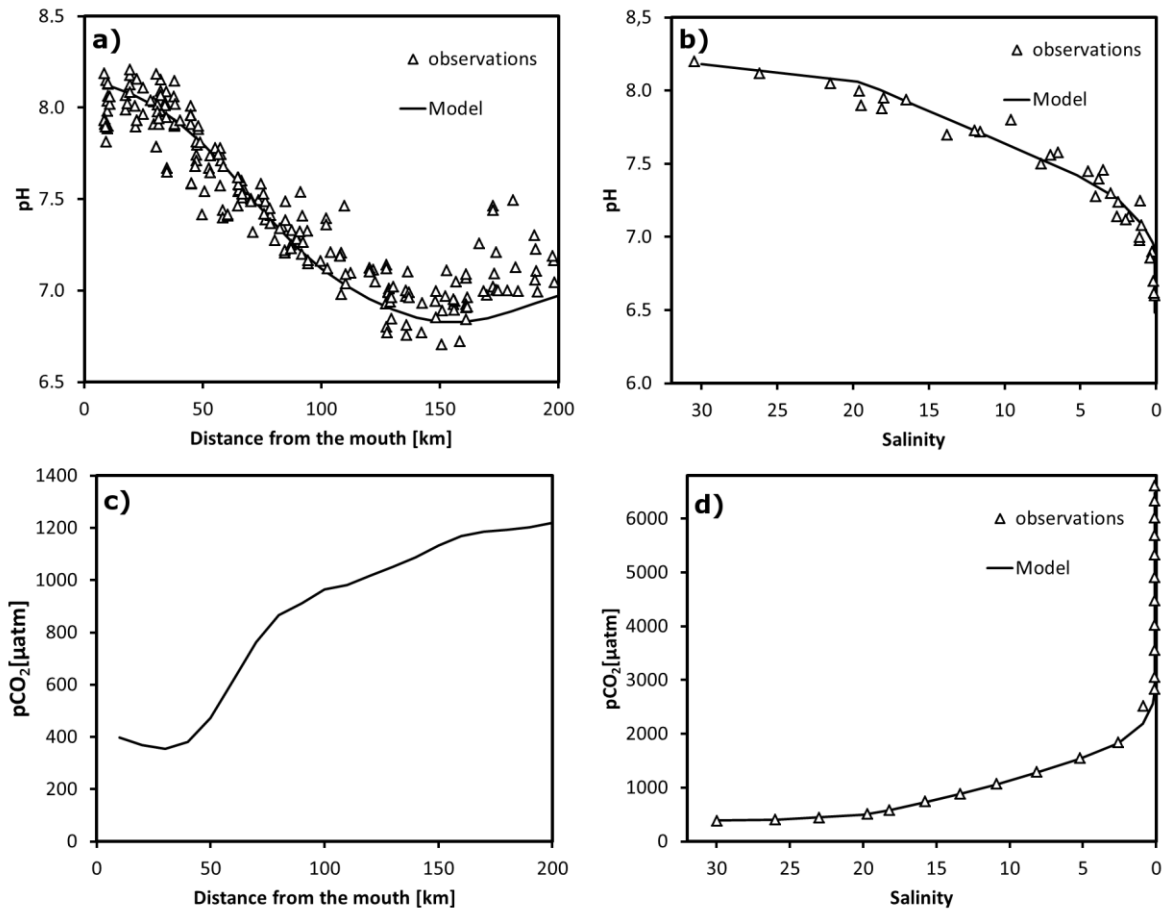 a)
observations
Model
8.5
8.0
7.5
7.0
6.5
pH
0
50
100
150
200
Distance from the mouth [km]
b)
observations
Model
8,5
8.0
7.5
7.0
6.5
6.0
pH
30
25
20
15
10
5
0
Salinity
c)
1400
1200
1000
800
600
400
200
0
pCO₂[µatm]
0
50
100
150
200
Distance from the mouth [km]
d)
observations
Model
6000
5000
4000
3000
2000
1000
0
pCO₂[µatm]
30
25
20
15
10
5
0
Salinity